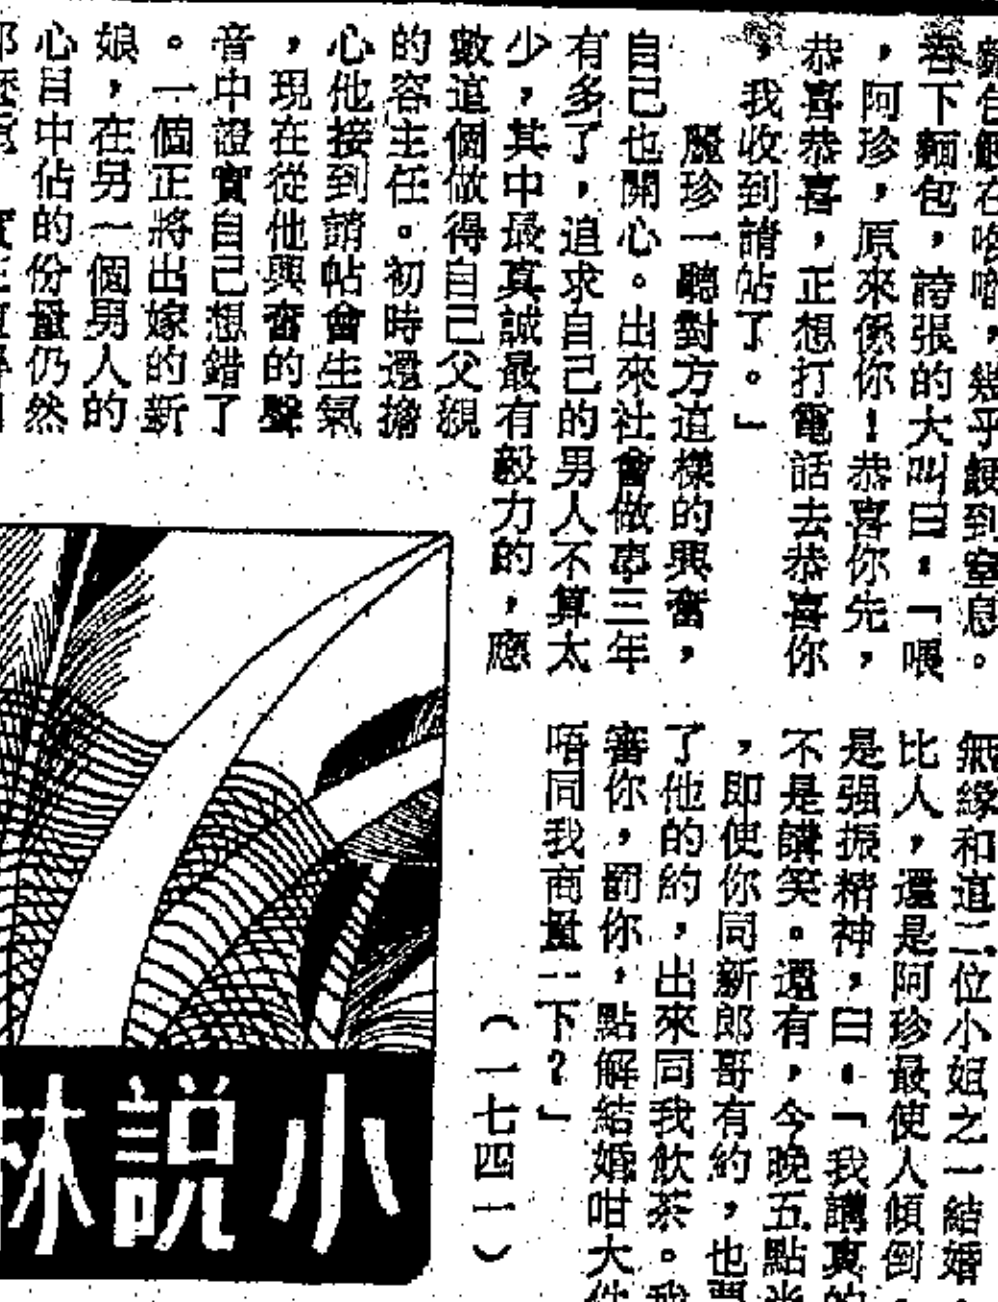 麵包鯁在喉嚨，幾乎鯁到窒息。
吞下麵包，誇張的大叫曰：「喂
，阿珍，原來係你！恭喜你先，
恭喜恭喜，正想打電話去恭喜你
，我收到請帖了。」
麗珍一聽對方這樣的興奮，
自己也關心。出來社會做事三年
有多了，追求自己的男人不算太
少，其中最真誠最有毅力的，應
數這個做得自己父親
的容主任。初時還擔
心他接到請帖會生氣
，現在從他興奮的聲
音中證實自己想錯了
。一個正將出嫁的新
娘，在另一個男人的
心目中佔的份量仍然
無緣和這二位小姐之一結婚
比人，還是阿珍最使人傾倒
是強振精神，曰：「我講真的
不是講笑。還有，今晚五點半
，即使你同新郎哥有約，也要
了他的約，出來同我飲茶。我
審你，罰你，點解結婚咁大件
唔同我商量一下？」
（一七四一）
小說林